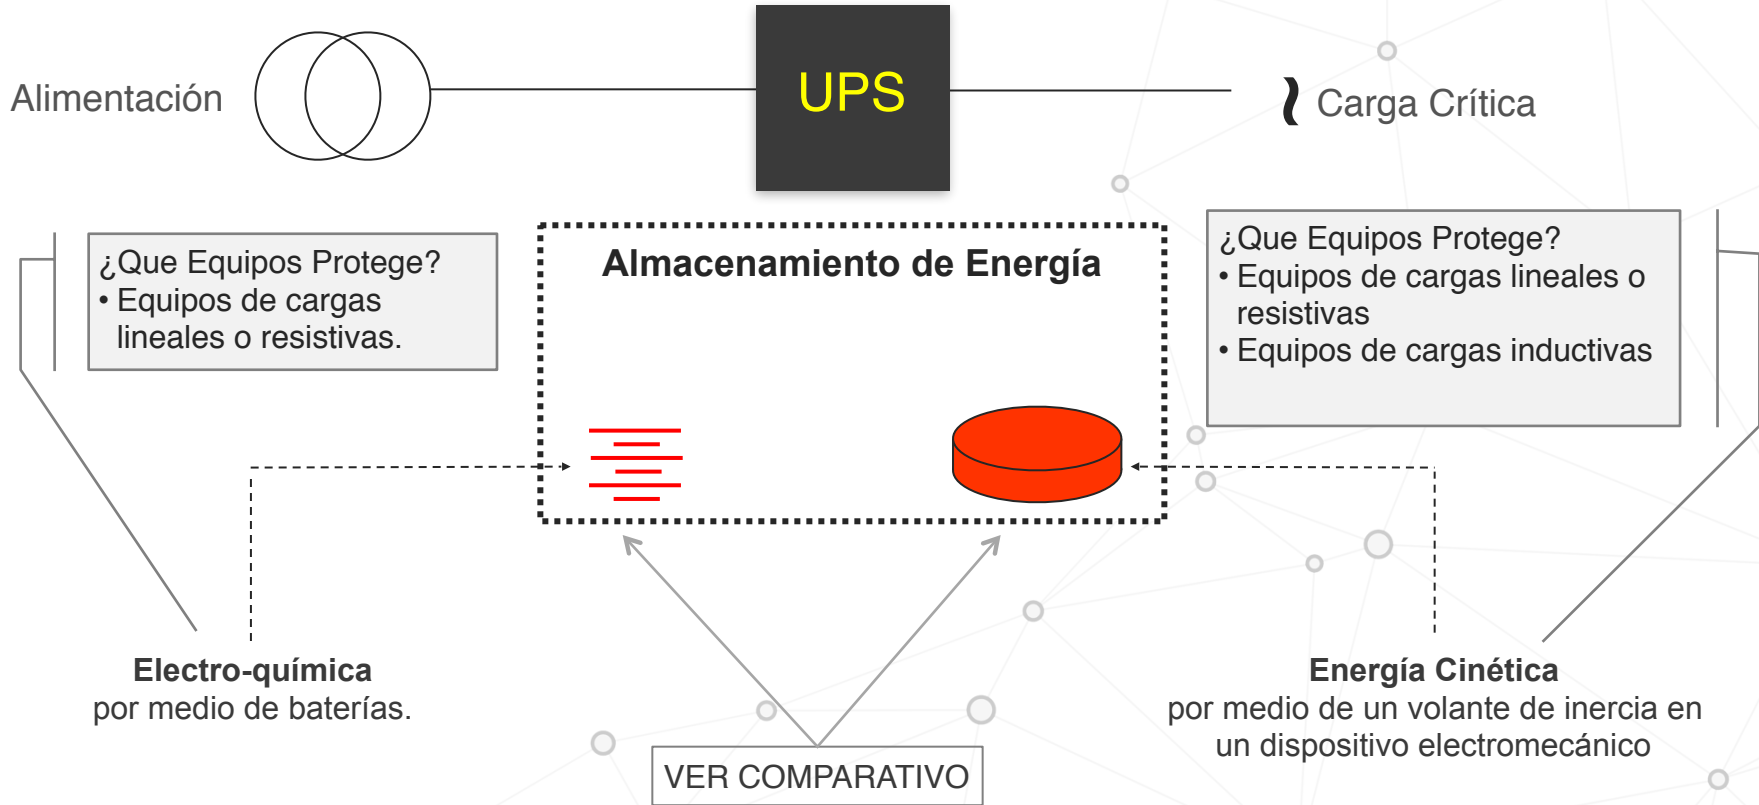 Alimentación
UPS
Carga Crítica
¿Que Equipos Protege?
• Equipos de cargas
lineales o resistivas.
Almacenamiento de Energía
¿Que Equipos Protege?
• Equipos de cargas lineales o
resistivas
• Equipos de cargas inductivas
Electro-química
por medio de baterías.
Energía Cinética
por medio de un volante de inercia en
un dispositivo electromecánico
VER COMPARATIVO